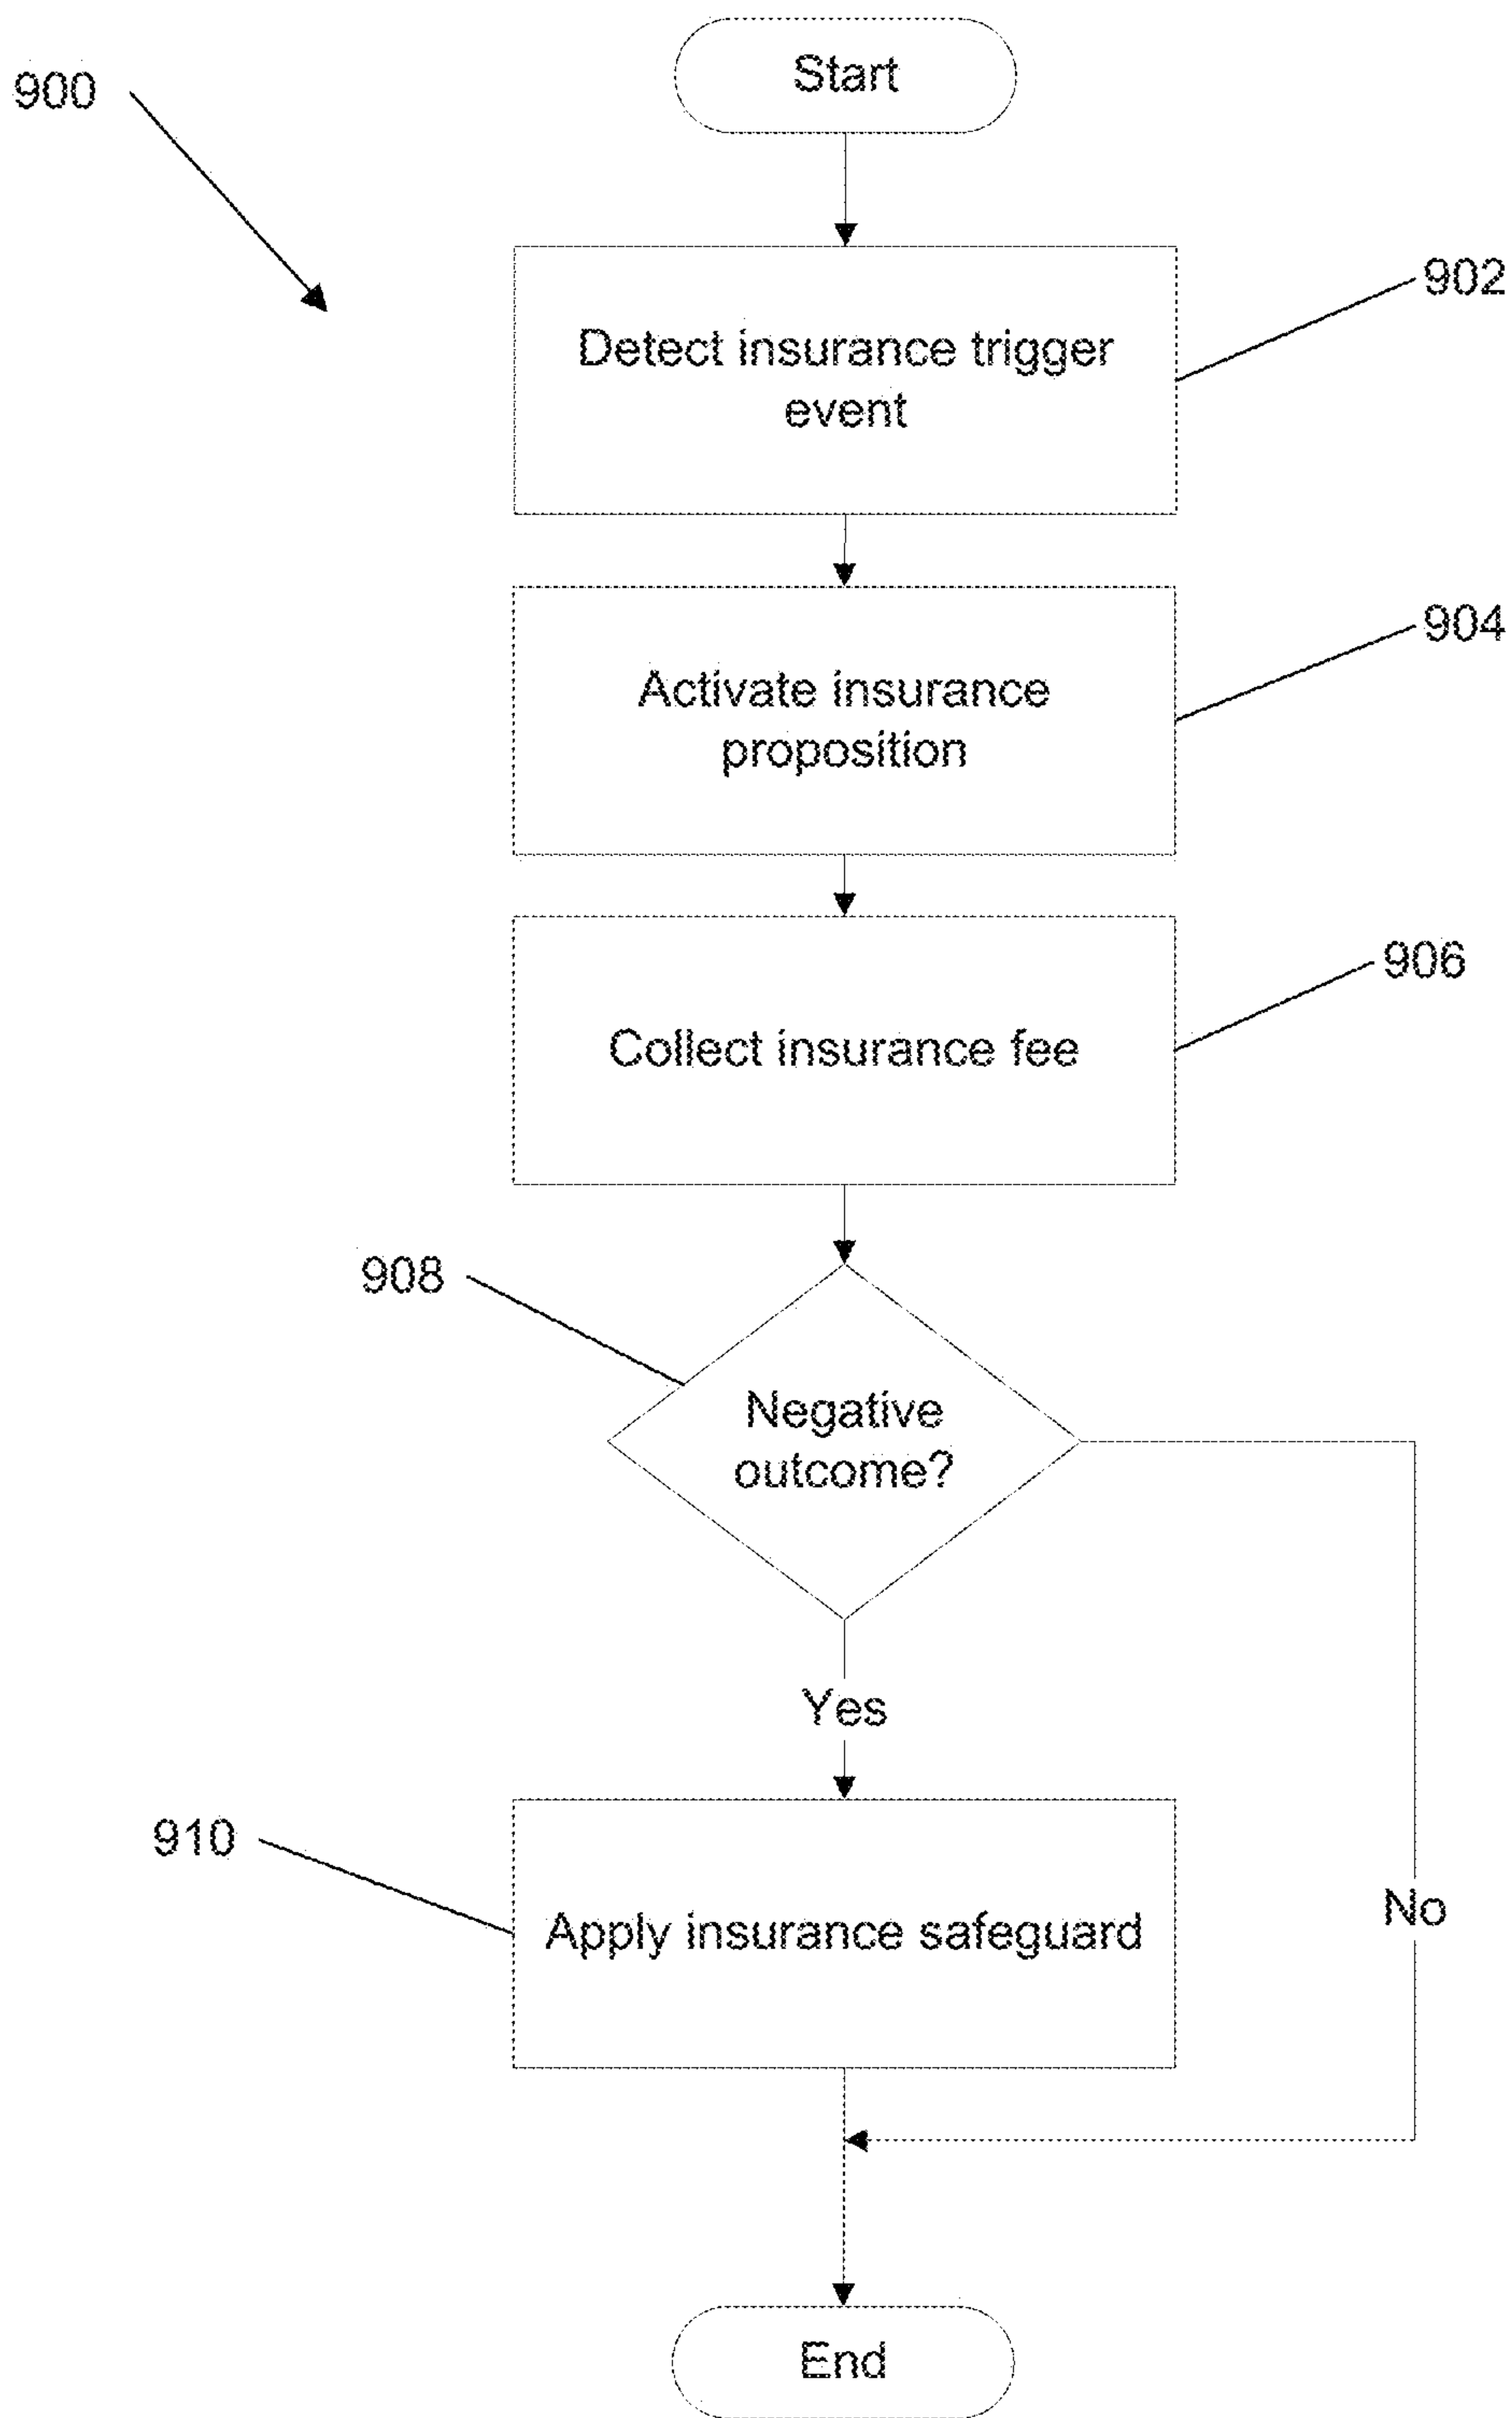 Start
900
Detect insurance trigger
event
902
Activate insurance
proposition
904
Collect insurance fee
906
908
Negative
outcome?
Yes
910
Apply insurance safeguard
No
End